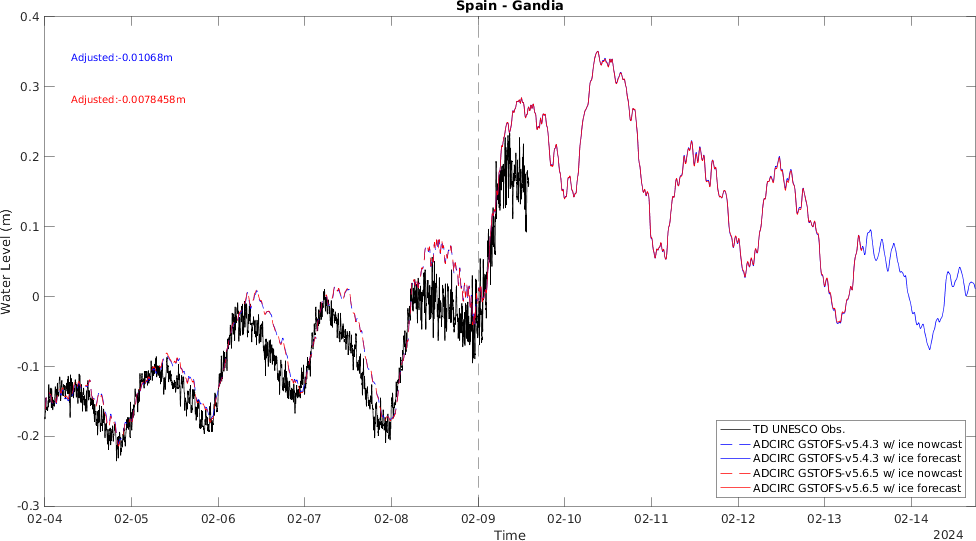 Spain - Gandia
0.4
0.3
0.2
0.1
0
-0.1
-0.2
-0.3
Water Level (m)
Adjusted:-0.01068m
Adjusted:-0.0078458m
TD UNESCO Obs.
ADCIRC GSTOFS-v5.4.3 w/ ice nowcast
ADCIRC GSTOFS-v5.4.3 w/ ice forecast
ADCIRC GSTOFS-v5.6.5 w/ ice nowcast
ADCIRC GSTOFS-v5.6.5 w/ ice forecast
02-04 02-05 02-06 02-07 02-08 02-09 02-10 02-11 02-12 02-13 02-14
Time
2024